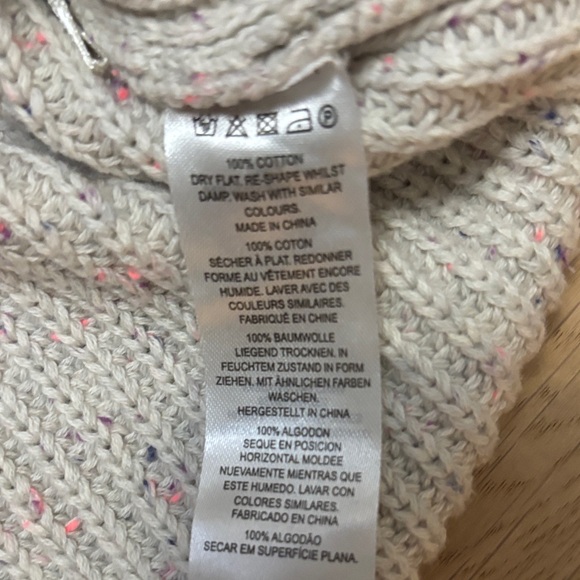 100% COTTON
DRY FLAT. RE-SHAPE WHILST
DAMP. WASH WITH SIMILAR
COLOURS.
MADE IN CHINA
100% COTON
SÉCHER À PLAT. REDONNER
FORME AU VÊTEMENT ENCORE
HUMIDE. LAVER AVEC DES
COULEURS SIMILAIRES.
FABRIQUÉ EN CHINE
100% BAUMWOLLE
LIEGEND TROCKNEN. IN
FEUCHTEM ZUSTAND IN FORM
ZIEHEN. MIT ÄHNLICHEN FARBEN
WASCHEN.
HERGESTELLT IN CHINA
100% ALGODON
SEQUE EN POSICION
HORIZONTAL MOLDEE
NUEVAMENTE MIENTRAS QUE
ESTE HUMEDO. LAVAR CON
COLORES SIMILARES.
FABRICADO EN CHINA
100% ALGODÃO
SECAR EM SUPERFÍCIE PLANA.